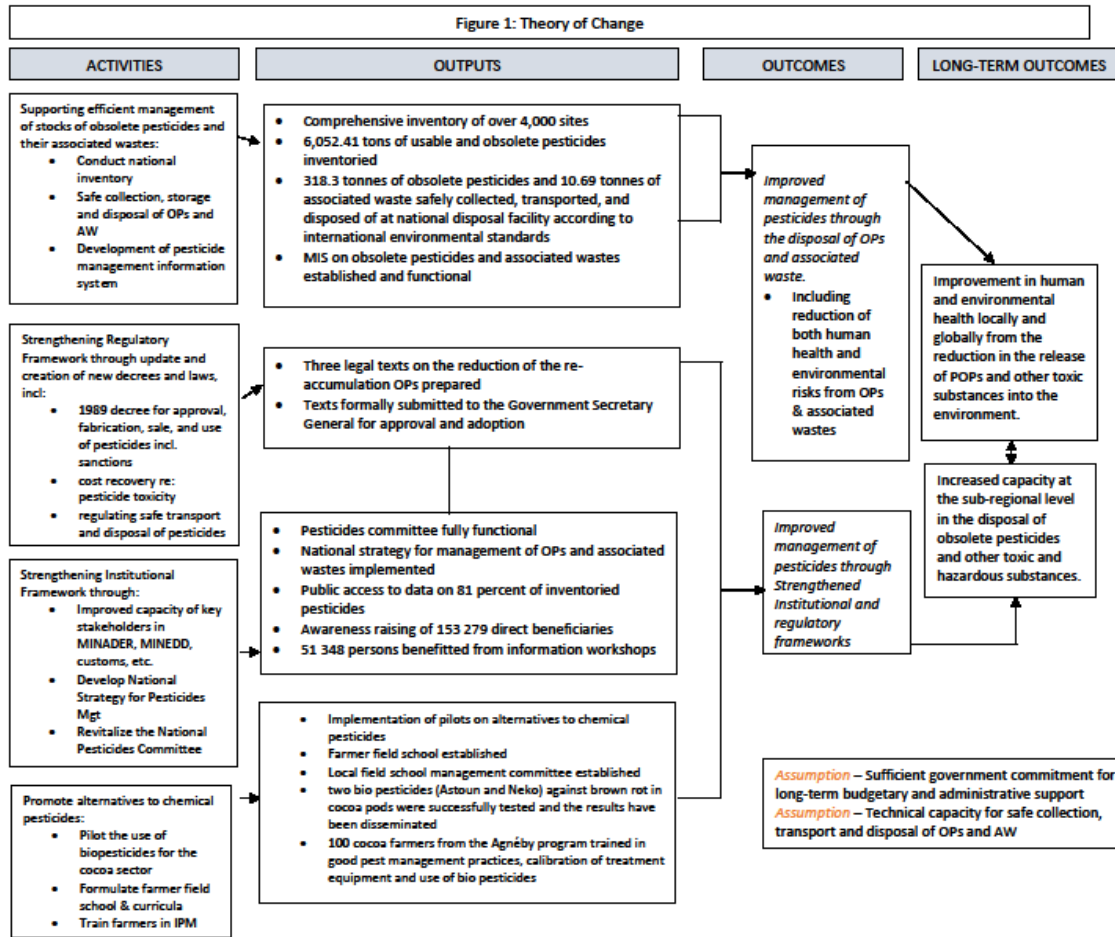 Figure 1: Theory of Change
ACTIVITIES
OUTPUTS
OUTCOMES
LONG-TERM OUTCOMES
Supporting efficient management
of stocks of obsolete pesticides and
their associated wastes:
• Conduct national
inventory
• Safe collection, storage
and disposal of OPs and
AW
• Development of pesticide
management information
system
Strengthening Regulatory
Framework through update and
creation of new decrees and laws,
incl:
• 1989 decree for approval,
fabrication, sale, and use
of pesticides incl.
sanctions
• cost recovery re:
pesticide toxicity
• regulating safe transport
and disposal of pesticides
Strengthening Institutional
Framework through:
• Improved capacity of key
stakeholders in
MINADER, MINEDD,
customs, etc.
• Develop National
Strategy for Pesticides
Mgt
• Revitalize the National
Pesticides Committee
Promote alternatives to chemical
pesticides:
• Pilot the use of
biopesticides for the
cocoa sector
• Formulate farmer field
school & curricula
• Train farmers in IPM
• Comprehensive inventory of over 4,000 sites
• 6,052.41 tons of usable and obsolete pesticides
inventoried
• 318.3 tonnes of obsolete pesticides and 10.69 tonnes of
associated waste safely collected, transported, and
disposed of at national disposal facility according to
international environmental standards
• MIS on obsolete pesticides and associated wastes
established and functional
• Three legal texts on the reduction of the re-
accumulation OPs prepared
• Texts formally submitted to the Government Secretary
General for approval and adoption
• Pesticides committee fully functional
• National strategy for management of OPs and associated
wastes implemented
• Public access to data on 81 percent of inventoried
pesticides
• Awareness raising of 153 279 direct beneficiaries
• 51 348 persons benefitted from information workshops
• Implementation of pilots on alternatives to chemical
pesticides
• Farmer field school established
• Local field school management committee established
• two bio pesticides (Astoun and Neko) against brown rot in
cocoa pods were successfully tested and the results have
been disseminated
• 100 cocoa farmers from the Agnéby program trained in
good pest management practices, calibration of treatment
equipment and use of bio pesticides
Improved
management of
pesticides through
the disposal of OPs
and associated
waste.
• Including
reduction of
both human
health and
environmental
risks from OPs
& associated
wastes
Improved
management of
pesticides through
Strengthened
Institutional and
regulatory
frameworks
Improvement in human
and environmental
health locally and
globally from the
reduction in the release
of POPs and other toxic
substances into the
environment.
Increased capacity at
the sub-regional level
in the disposal of
obsolete pesticides
and other toxic and
hazardous substances.
Assumption – Sufficient government commitment for
long-term budgetary and administrative support
Assumption – Technical capacity for safe collection,
transport and disposal of OPs and AW